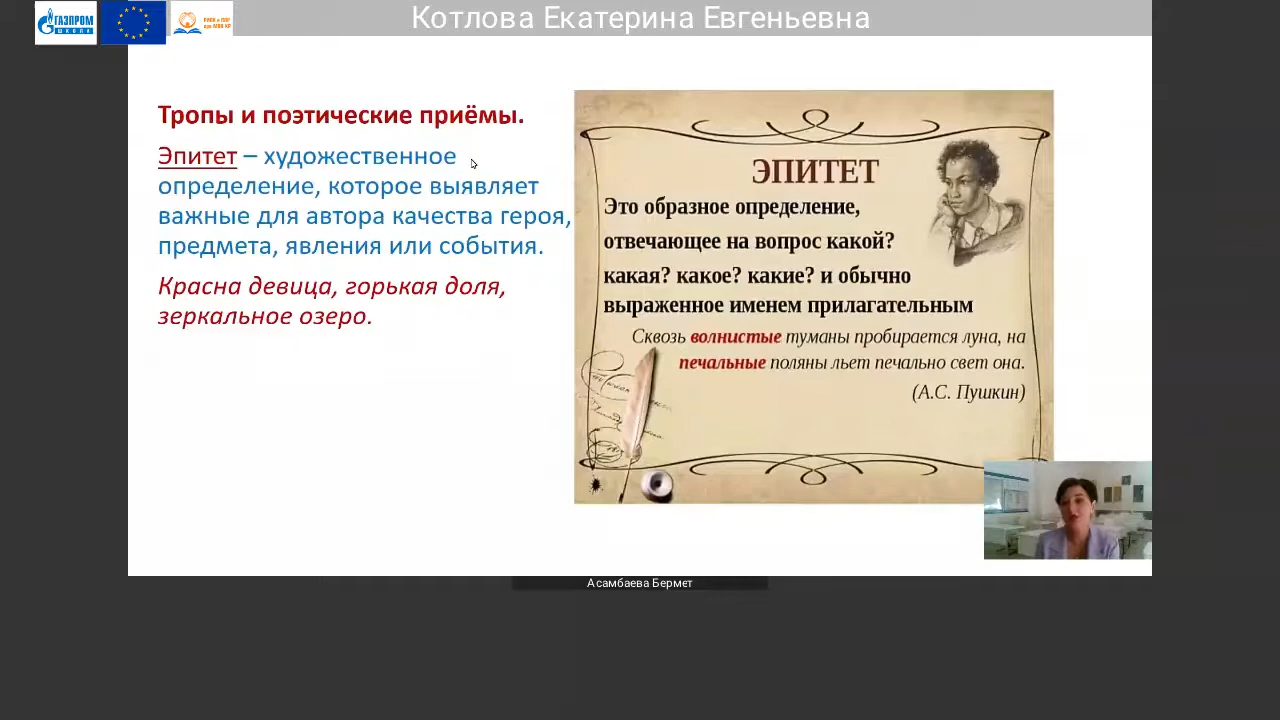 Котлова Екатерина Евгеньевна
ГАЗПРОМ
ШКОЛА
Тропы и поэтические приёмы.
Эпитет – художественное
определение, которое выявляет
важные для автора качества героя,
предмета, явления или события.
Красна девица, горькая доля,
зеркальное озеро.
ЭПИТЕТ
Это образное определение,
отвечающее на вопрос какой?
какая? какое? какие? и обычно
выраженное именем прилагательным
Сквозь волнистые туманы пробирается луна, на
печальные поляны льет печально свет она.
(А.С. Пушкин)
Асамбаева Бермет